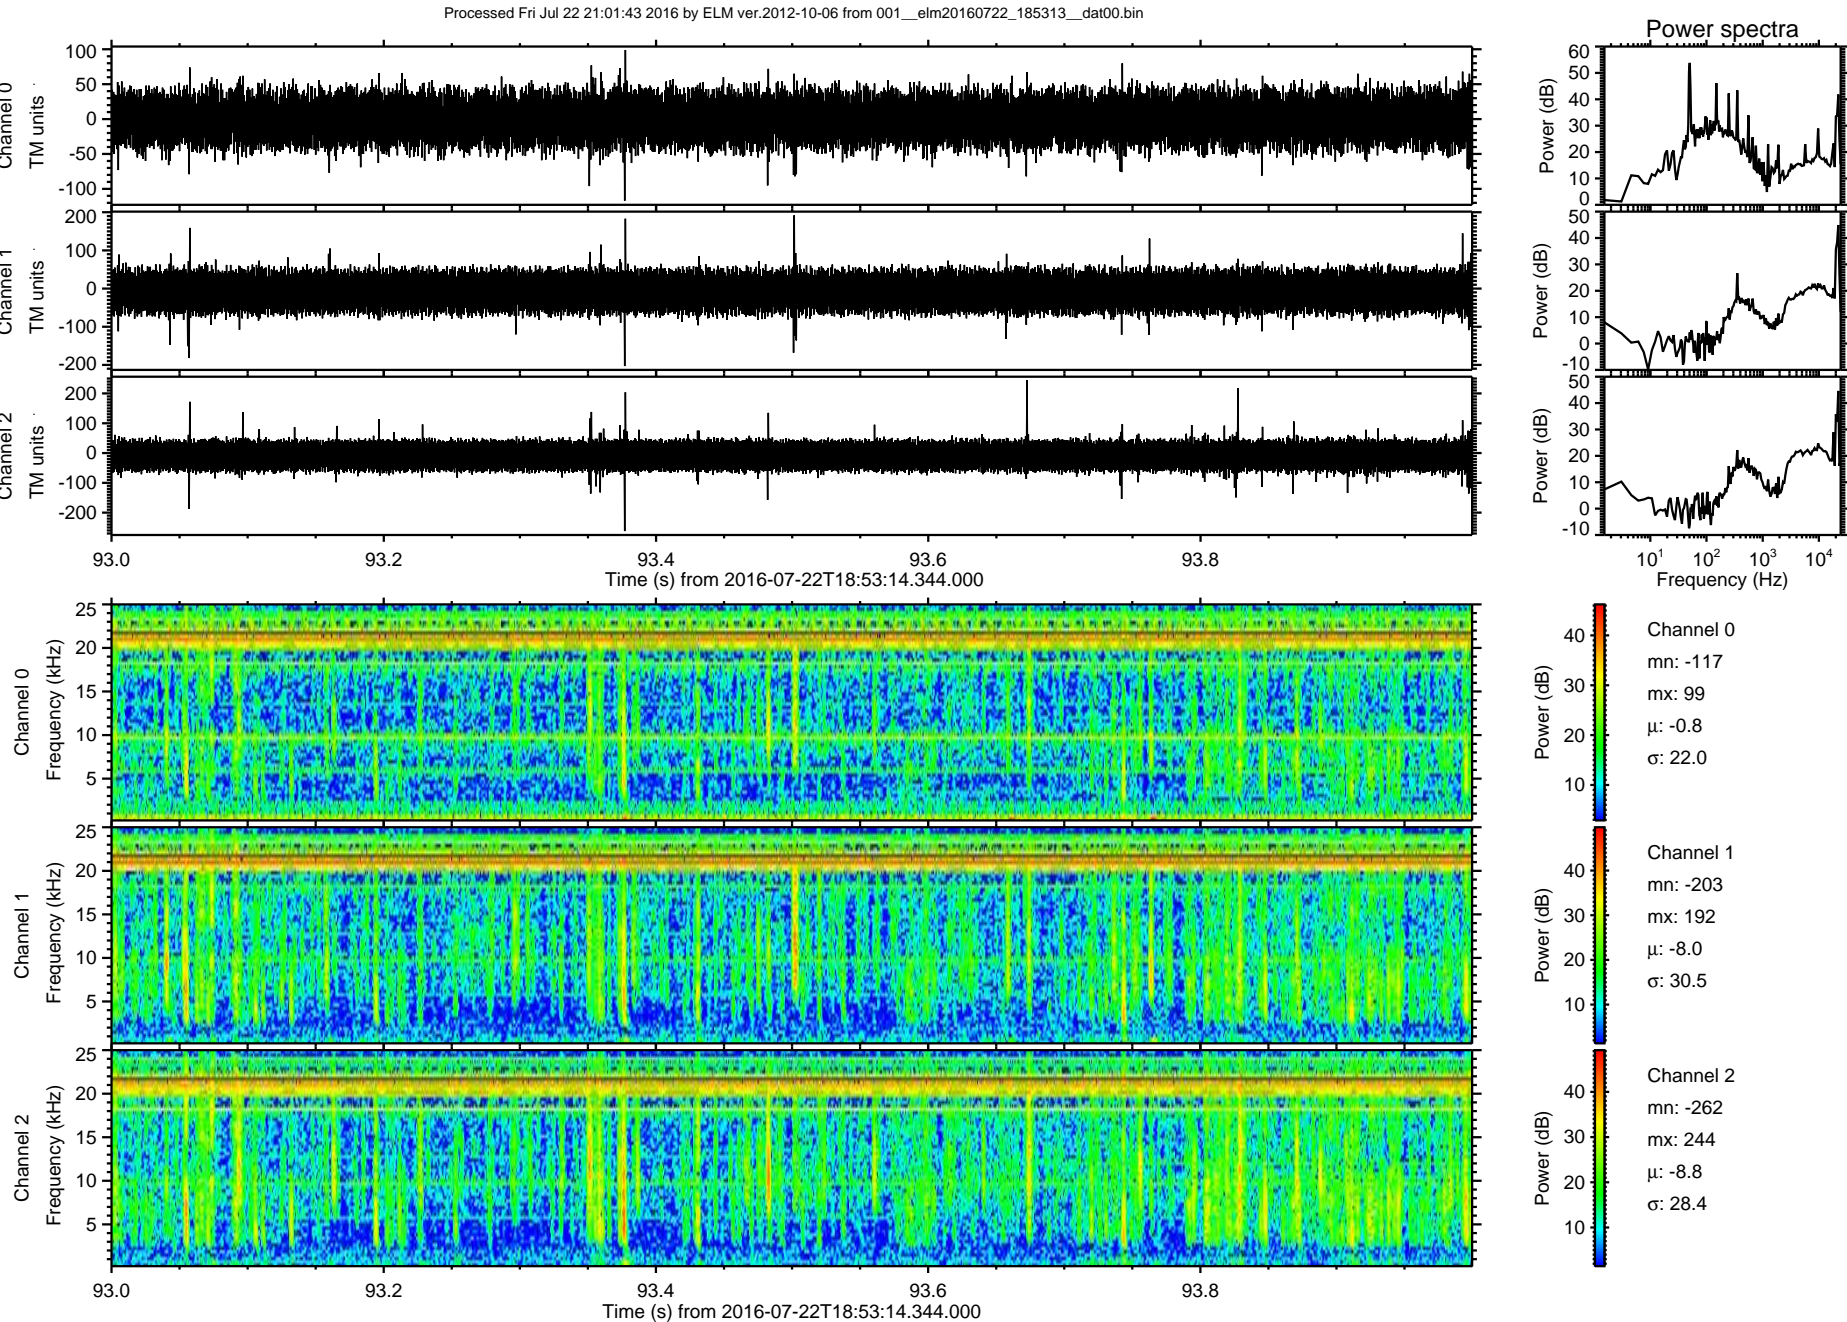 Processed Fri Jul 22 21:01:43 2016 by ELM ver.2012-10-06 from 001__elm20160722_185313__dat00.bin
Power spectra
Channel 0
TM units
100
50
0
-50
-100
Power (dB)
60
50
40
30
20
10
0
Channel 1
TM units
200
100
0
-100
-200
Power (dB)
50
40
30
20
10
0
-10
Channel 2
TM units
200
100
0
-100
-200
Power (dB)
50
40
30
20
10
0
-10
93.0 93.2 93.4 93.6 93.8
Time (s) from 2016-07-22T18:53:14.344.000
10¹ 10² 10³ 10⁴
Frequency (Hz)
Channel 0
Frequency (kHz)
25
20
15
10
5
Power (dB)
40
30
20
10
Channel 0
mn: -117
mx: 99
μ: -0.8
σ: 22.0
Channel 1
Frequency (kHz)
25
20
15
10
5
Power (dB)
40
30
20
10
Channel 1
mn: -203
mx: 192
μ: -8.0
σ: 30.5
Channel 2
Frequency (kHz)
25
20
15
10
5
Power (dB)
40
30
20
10
Channel 2
mn: -262
mx: 244
μ: -8.8
σ: 28.4
93.0 93.2 93.4 93.6 93.8
Time (s) from 2016-07-22T18:53:14.344.000